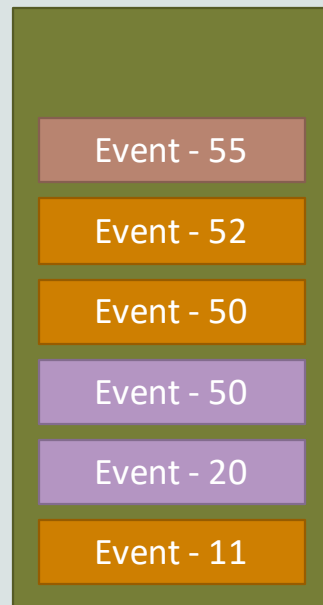 Event - 55
Event - 52
Event - 50
Event - 50
Event - 20
Event - 11